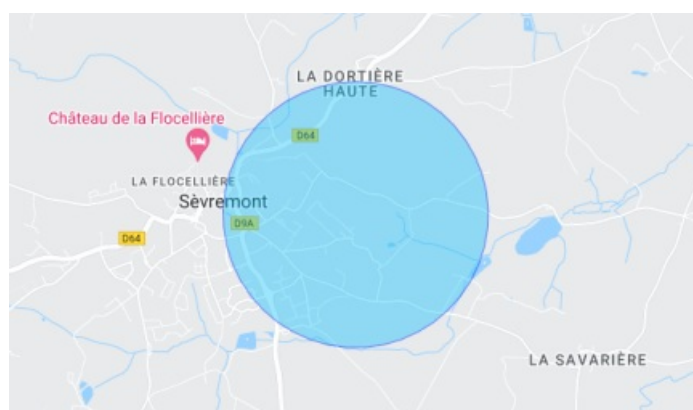 LA DORTIÈRE
HAUTE
Château de la Flocellière
D64
LA FLOCELLIÈRE
Sèvremont
D9A
D64
LA SAVARIÈRE